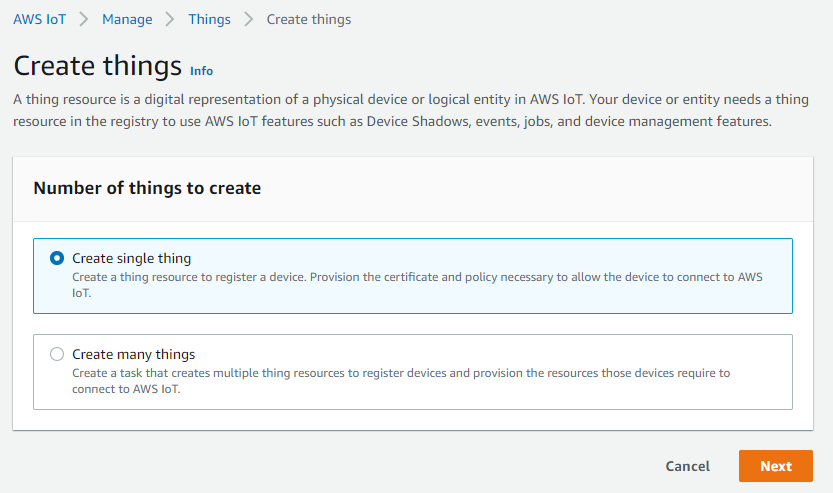 AWS IoT > Manage > Things > Create things
Create things Info
A thing resource is a digital representation of a physical device or logical entity in AWS IoT. Your device or entity needs a thing
resource in the registry to use AWS IoT features such as Device Shadows, events, jobs, and device management features.
Number of things to create
Create single thing
Create a thing resource to register a device. Provision the certificate and policy necessary to allow the device to connect to AWS
IoT.
Create many things
Create a task that creates multiple thing resources to register devices and provision the resources those devices require to
connect to AWS IoT.
Cancel Next